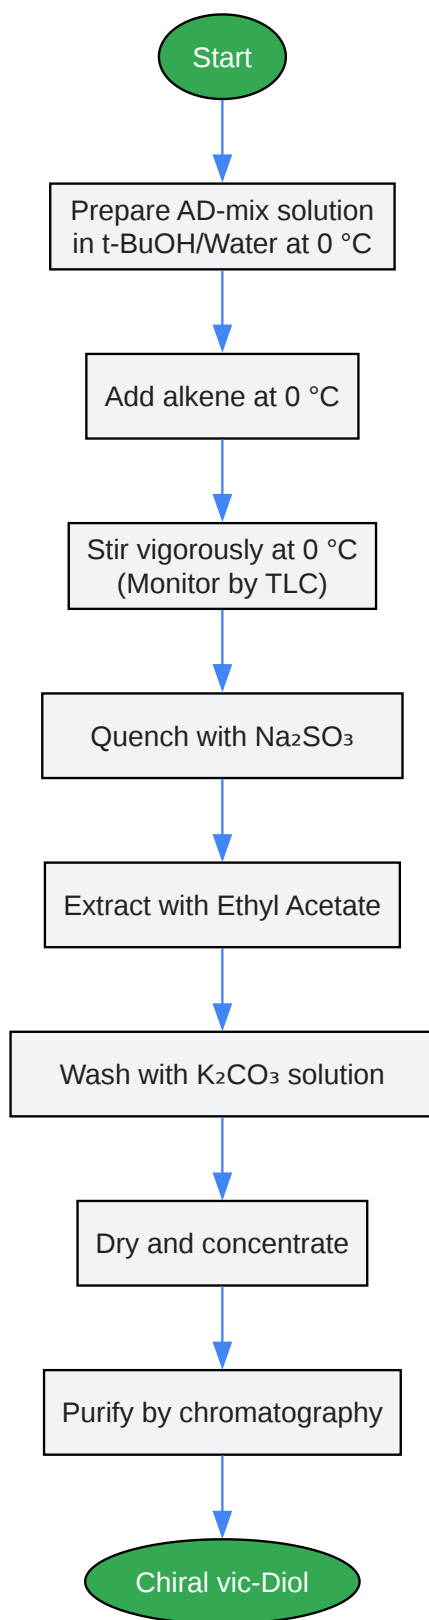 Start
Prepare AD-mix solution
in t-BuOH/Water at 0 °C
Add alkene at 0 °C
Stir vigorously at 0 °C
(Monitor by TLC)
Quench with Na₂SO₃
Extract with Ethyl Acetate
Wash with K₂CO₃ solution
Dry and concentrate
Purify by chromatography
Chiral vic-Diol